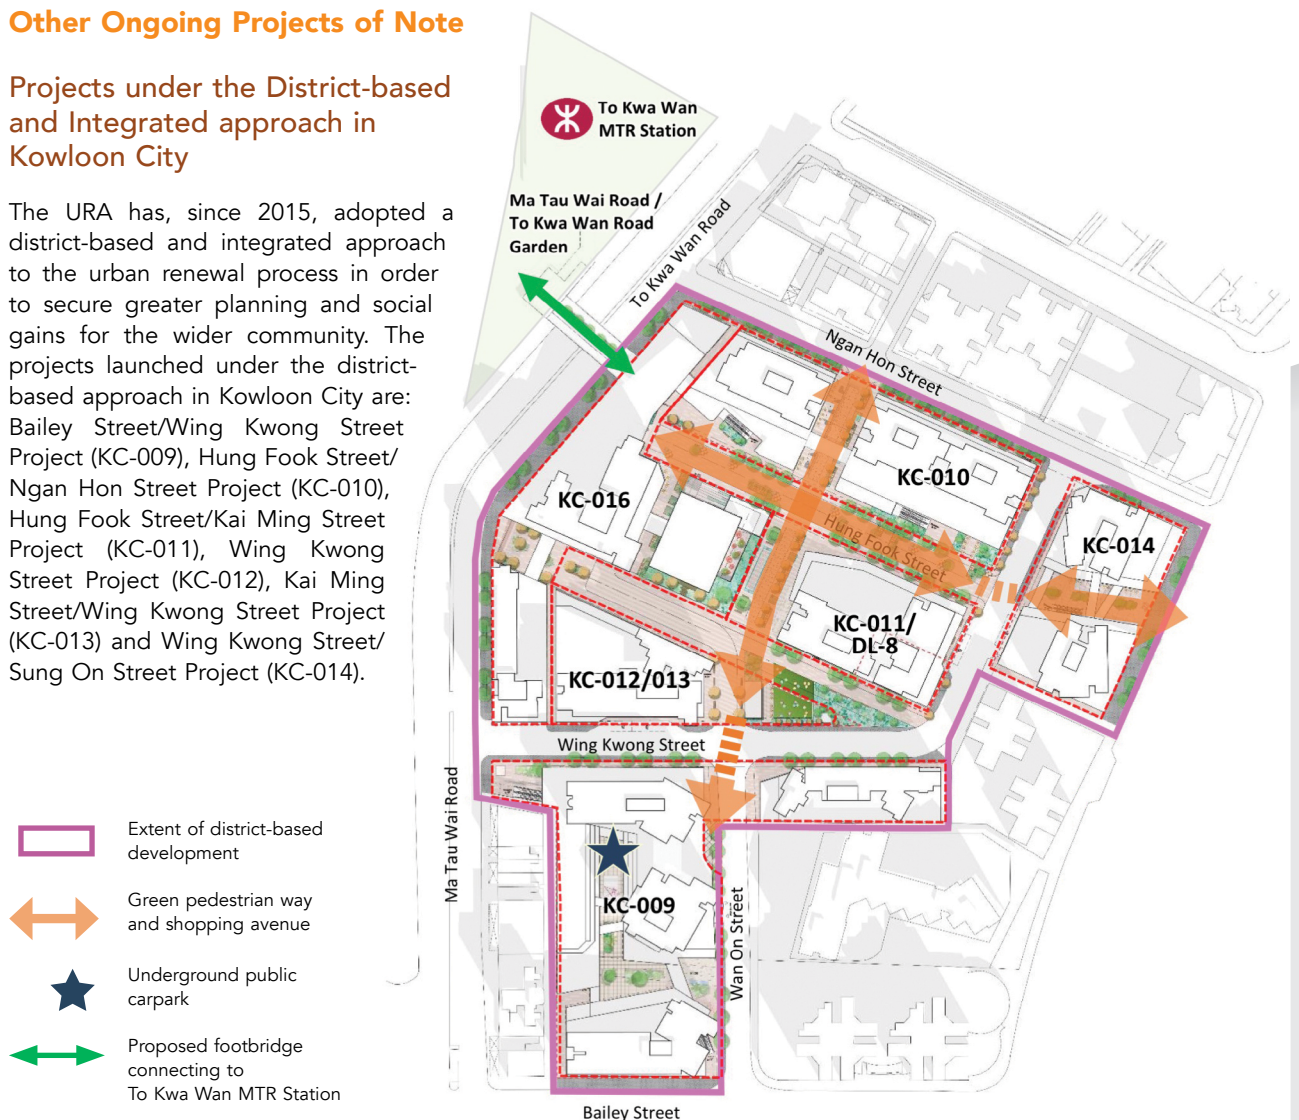 Other Ongoing Projects of Note
Projects under the District-based
and Integrated approach in
Kowloon City
The URA has, since 2015, adopted a
district-based and integrated approach
to the urban renewal process in order
to secure greater planning and social
gains for the wider community. The
projects launched under the district-
based approach in Kowloon City are:
Bailey Street/Wing Kwong Street
Project (KC-009), Hung Fook Street/
Ngan Hon Street Project (KC-010),
Hung Fook Street/Kai Ming Street
Project (KC-011), Wing Kwong
Street Project (KC-012), Kai Ming
Street/Wing Kwong Street Project
(KC-013) and Wing Kwong Street/
Sung On Street Project (KC-014).
To Kwa Wan
MTR Station
Ma Tau Wai Road /
To Kwa Wan Road
Garden
To Kwa Wan Road
Ngan Hon Street
KC-010
KC-016
Hung Fook Street
KC-014
KC-011/
DL-8
KC-012/013
Wing Kwong Street
Ma Tau Wai Road
KC-009
Wan On Street
Bailey Street
Extent of district-based
development
Green pedestrian way
and shopping avenue
Underground public
carpark
Proposed footbridge
connecting to
To Kwa Wan MTR Station